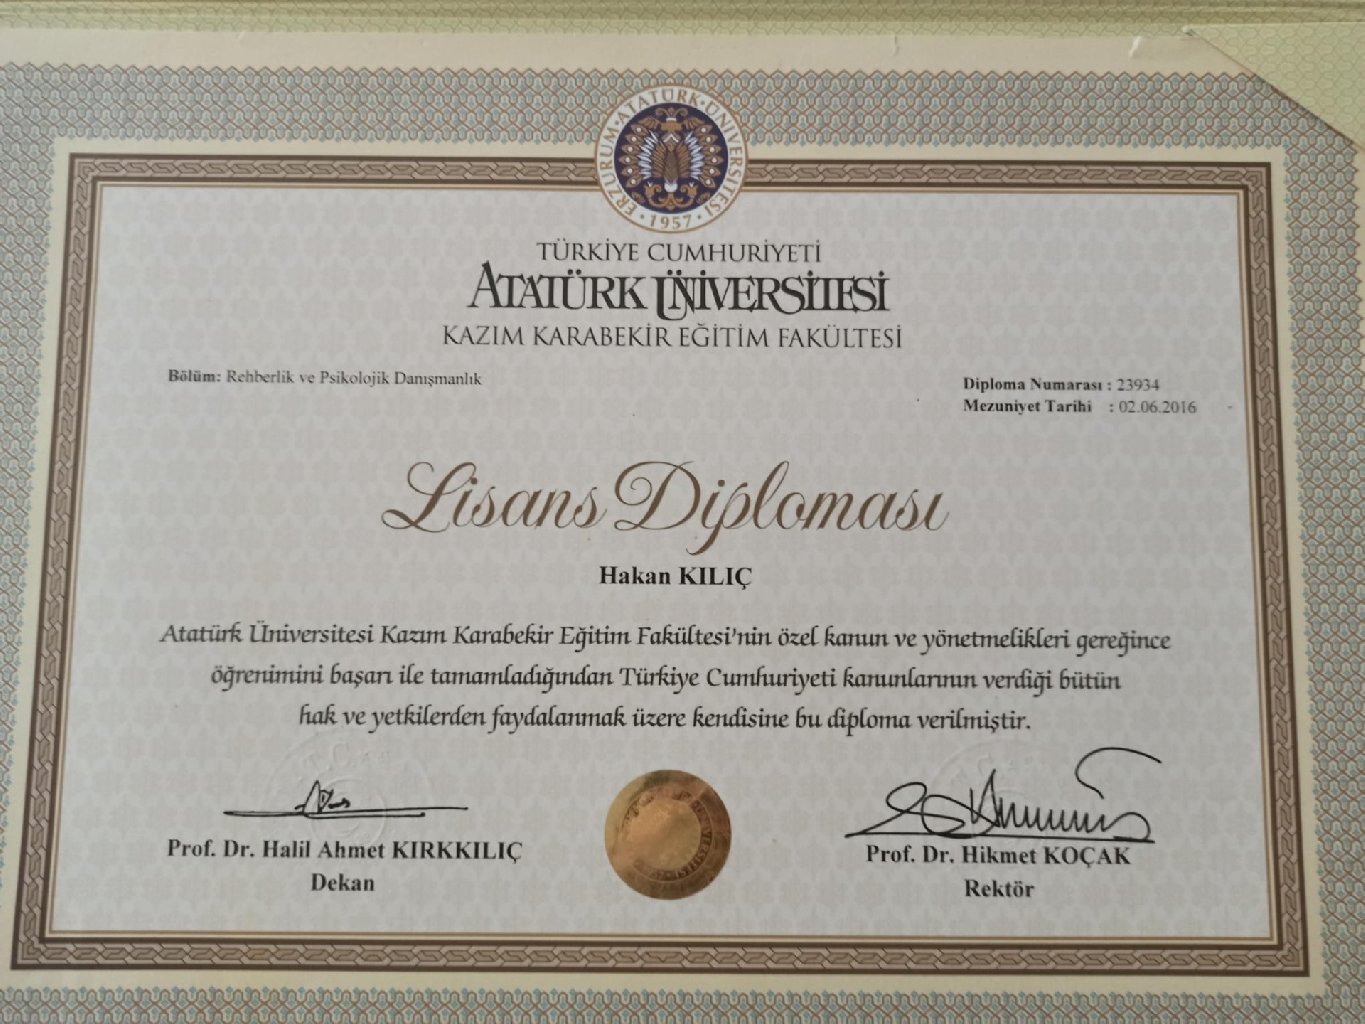 ERZURUM · ATATÜRK · ÜNİVERSİTESİ · 1957 ·
TÜRKİYE CUMHURİYETİ
ATATÜRK ÜNİVERSİTESİ
KAZIM KARABEKİR EĞİTİM FAKÜLTESİ
Bölüm: Rehberlik ve Psikolojik Danışmanlık
Diploma Numarası : 23934
Mezuniyet Tarihi : 02.06.2016
Lisans Diploması
Hakan KILIÇ
Atatürk Üniversitesi Kazım Karabekir Eğitim Fakültesi'nin özel kanun ve yönetmelikleri gereğince
öğrenimini başarı ile tamamladığından Türkiye Cumhuriyeti kanunlarının verdiği bütün
hak ve yetkilerden faydalanmak üzere kendisine bu diploma verilmiştir.
Prof. Dr. Halil Ahmet KIRKKILIÇ
Dekan
Prof. Dr. Hikmet KOÇAK
Rektör